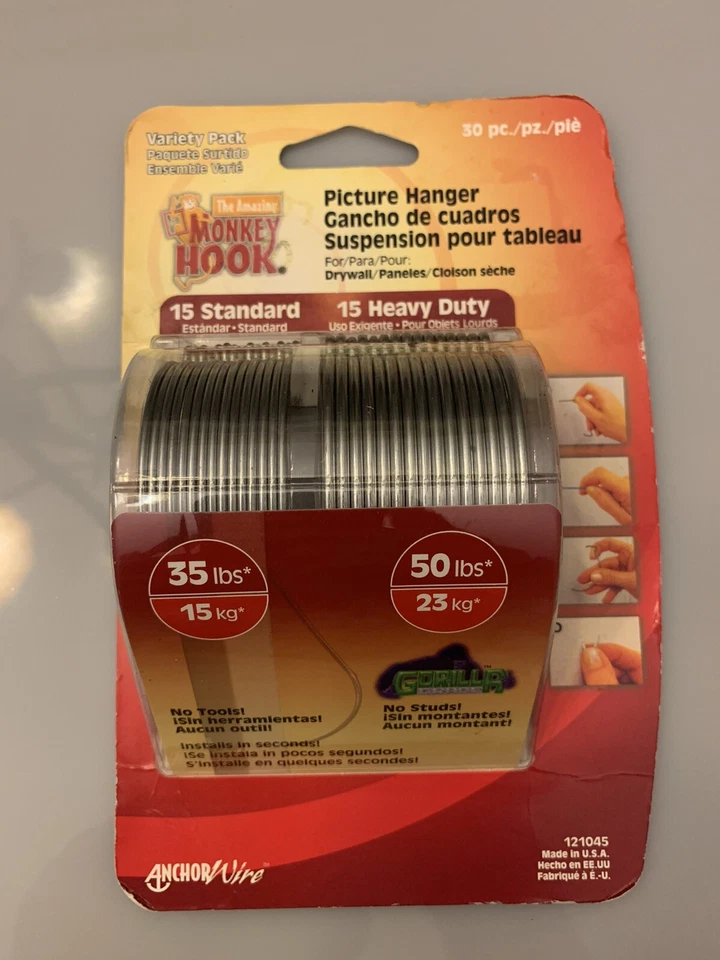 Variety Pack
Paquete Surtido
Ensemble Varié
30 pc./pz./piè
The Amazing
MONKEY
HOOK®
Picture Hanger
Gancho de cuadros
Suspension pour tableau
For/Para/Pour:
Drywall/Paneles/Cloison sèche
15 Standard
Estándar • Standard
15 Heavy Duty
Uso Exigente • Pour Objets Lourds
35 lbs*
15 kg*
50 lbs*
23 kg*
GORILLA™
No Tools!
¡Sin herramientas!
Aucun outil!
No Studs!
¡Sin montantes!
Aucun montant!
Installs in seconds!
¡Se instala in pocos segundos!
S'installe en quelques secondes!
ANCHORWire™
121045
Made in U.S.A.
Hecho en EE.UU
Fabriqué à É.-U.